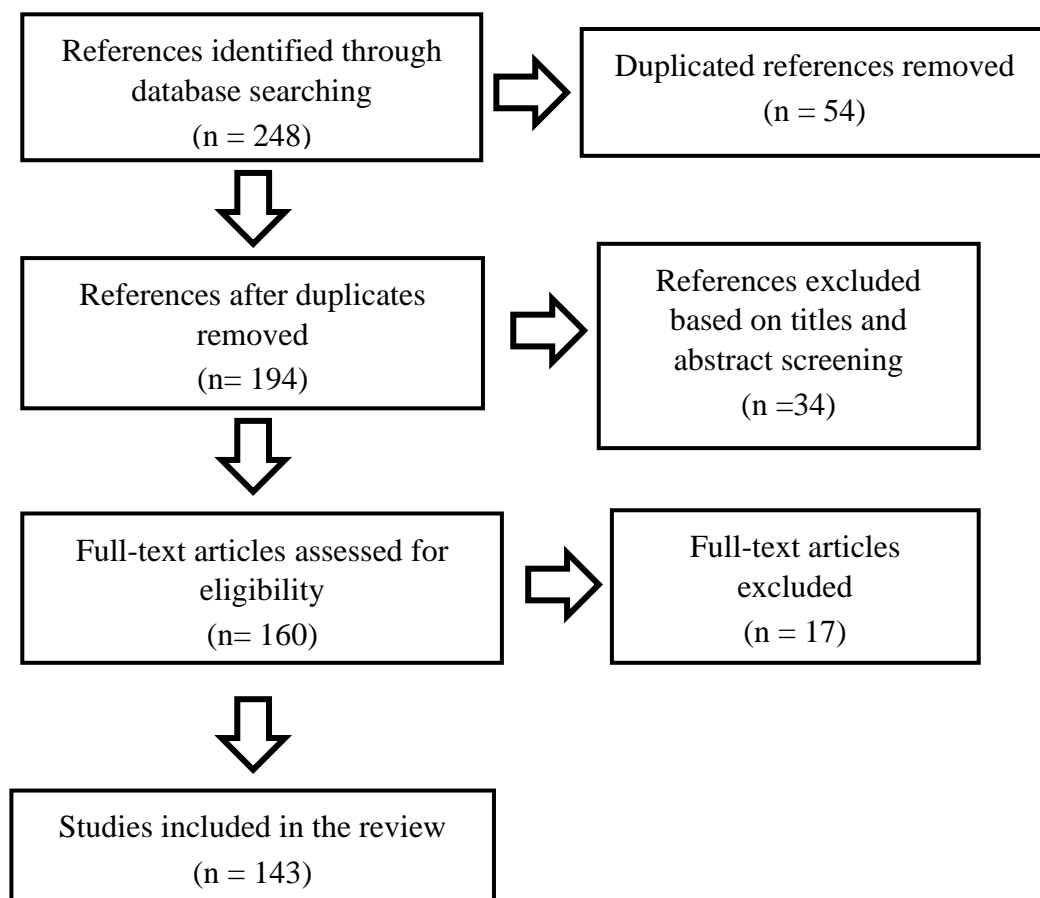 References identified through
database searching
(n = 248)
Duplicated references removed
(n = 54)
References after duplicates
removed
(n= 194)
References excluded
based on titles and
abstract screening
(n =34)
Full-text articles assessed for
eligibility
(n= 160)
Full-text articles
excluded
(n = 17)
Studies included in the review
(n = 143)